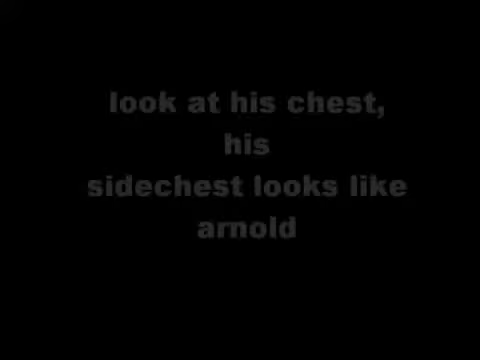 look at his chest,
his
sidechest looks like
arnold